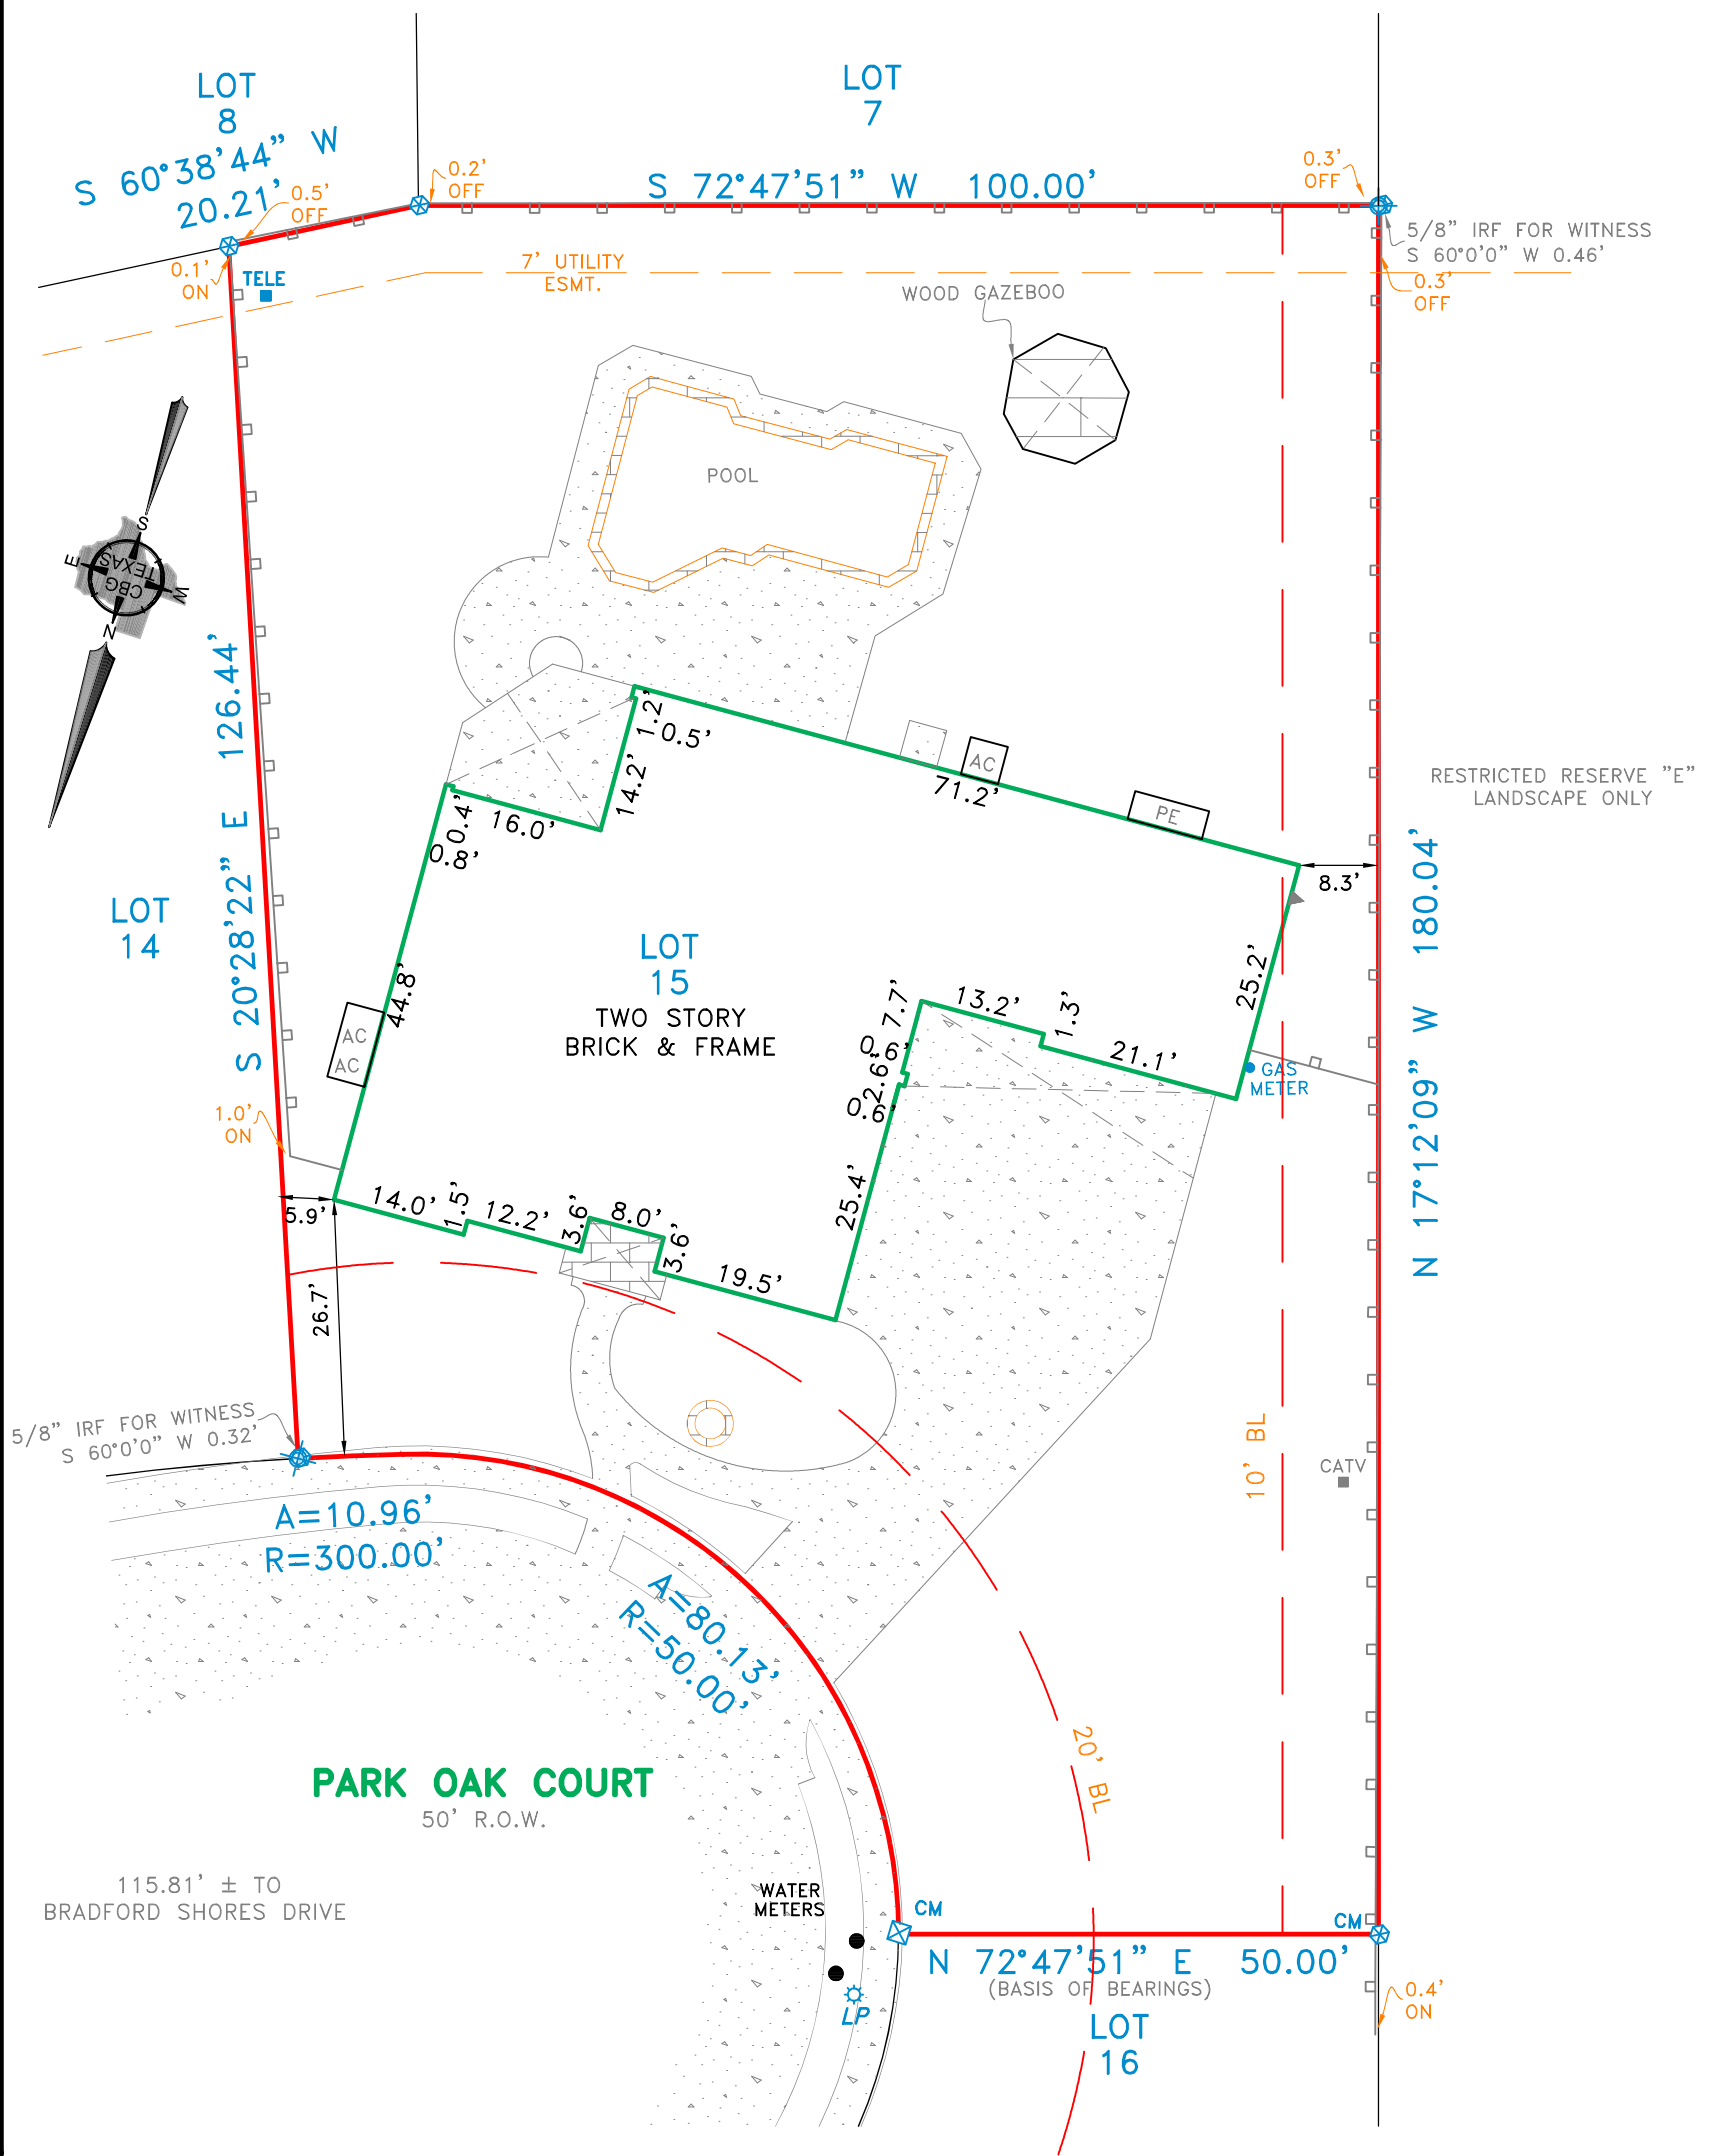 LOT
8
LOT
7
S 60°38'44" W
20.21'
0.5'
OFF
0.2'
OFF
S 72°47'51" W 100.00'
0.3'
OFF
5/8" IRF FOR WITNESS
S 60°0'0" W 0.46'
0.1'
ON
TELE
7' UTILITY
ESMT.
WOOD GAZEBOO
0.3'
OFF
POOL
S
E
W
N
TEXAS
CBG
S 20°28'22" E 126.44'
1.2'
0.5'
14.2'
AC
71.2'
PE
16.0'
0.4'
0.8'
RESTRICTED RESERVE "E"
LANDSCAPE ONLY
8.3'
N 17°12'09" W 180.04'
LOT
14
LOT
15
TWO STORY
BRICK & FRAME
44.8'
AC
AC
25.2'
7.7'
13.2'
1.3'
21.1'
0.6'
2.6'
0.6'
GAS
METER
1.0'
ON
25.4'
5.9'
14.0'
1.5'
12.2'
3.6'
8.0'
3.6'
19.5'
26.7'
5/8" IRF FOR WITNESS
S 60°0'0" W 0.32'
10' BL
CATV
A=10.96'
R=300.00'
A=80.13'
R=50.00'
20' BL
PARK OAK COURT
50' R.O.W.
115.81' ± TO
BRADFORD SHORES DRIVE
WATER
METERS
CM
CM
N 72°47'51" E 50.00'
(BASIS OF BEARINGS)
LP
0.4'
ON
LOT
16